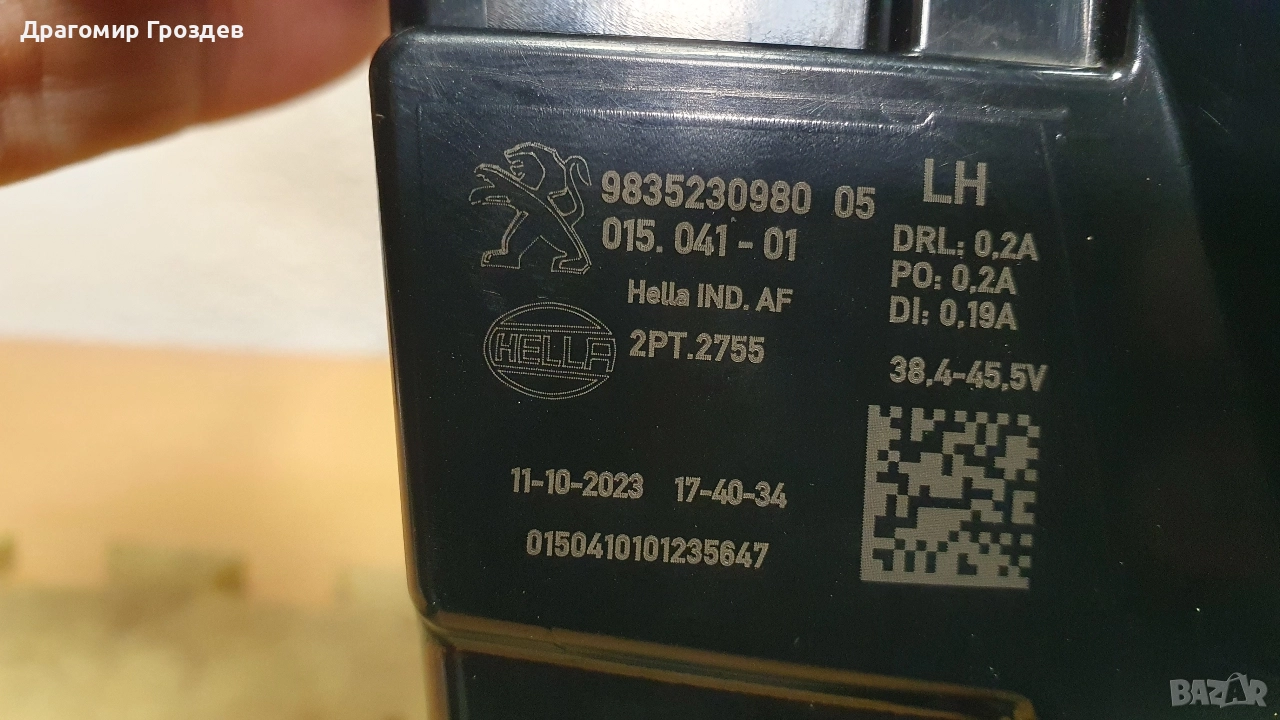 Драгомир Гроздев
9835230980 05
015. 041 - 01
Hella IND. AF
HELLA
2PT.2755
LH
DRL: 0,2A
PO: 0,2A
DI: 0,19A
38,4-45,5V
11-10-2023 17-40-34
0150410101235647
BAZAR